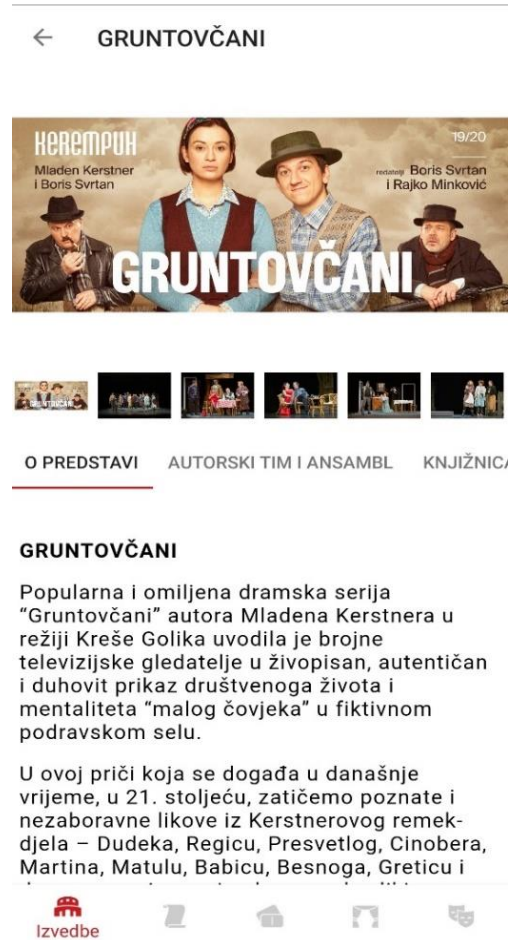 GRUNTOVČANI
KEREMPUH
19/20
Mladen Kerstner
i Boris Svrtan
redatelji Boris Svrtan
i Rajko Minković
GRUNTOVČANI
O PREDSTAVI AUTORSKI TIM I ANSAMBL KNJIŽNICA
GRUNTOVČANI
Popularna i omiljena dramska serija
“Gruntovčani” autora Mladena Kerstnera u
režiji Kreše Golika uvodila je brojne
televizijske gledatelje u živopisan, autentičan
i duhovit prikaz društvenoga života i
mentaliteta “malog čovjeka” u fiktivnom
podravskom selu.
U ovoj priči koja se događa u današnje
vrijeme, u 21. stoljeću, zatičemo poznate i
nezaboravne likove iz Kerstnerovog remek-
djela – Dudeka, Regicu, Presvetlog, Cinobera,
Martina, Matulu, Babicu, Besnoga, Greticu i
Izvedbe